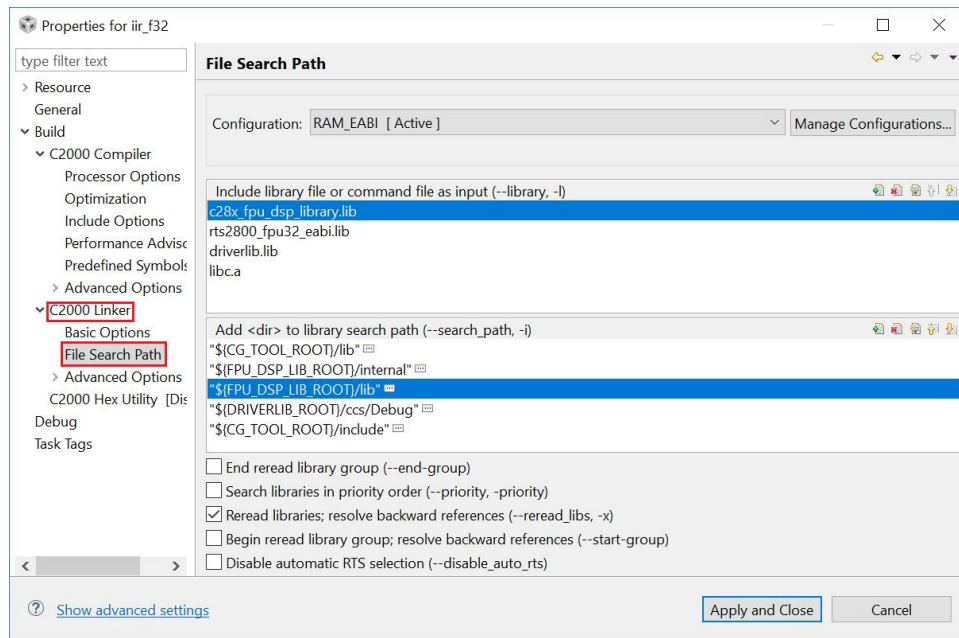 Properties for iir_f32
type filter text
Resource
General
Build
C2000 Compiler
Processor Options
Optimization
Include Options
Performance Advisc
Predefined Symbols
Advanced Options
C2000 Linker
Basic Options
File Search Path
Advanced Options
C2000 Hex Utility [Dis
Debug
Task Tags
File Search Path
Configuration: RAM_EABI [ Active ] Manage Configurations...
Include library file or command file as input (--library, -l)
c28x_fpu_dsp_library.lib
rts2800_fpu32_eabi.lib
driverlib.lib
libc.a
Add <dir> to library search path (--search_path, -i)
"${CG_TOOL_ROOT}/lib"
"${FPU_DSP_LIB_ROOT}/internal"
"${FPU_DSP_LIB_ROOT}/lib"
"${DRIVERLIB_ROOT}/ccs/Debug"
"${CG_TOOL_ROOT}/include"
End reread library group (--end-group)
Search libraries in priority order (--priority, -priority)
Reread libraries; resolve backward references (--reread_libs, -x)
Begin reread library group; resolve backward references (--start-group)
Disable automatic RTS selection (--disable_auto_rts)
Show advanced settings
Apply and Close Cancel